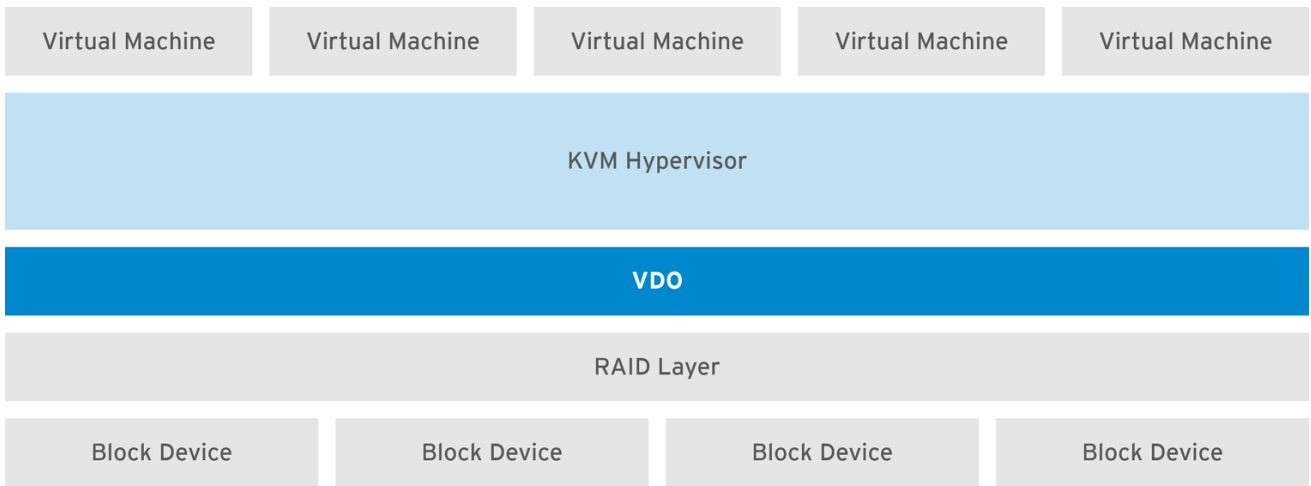 Virtual Machine Virtual Machine Virtual Machine Virtual Machine Virtual Machine
KVM Hypervisor
VDO
RAID Layer
Block Device Block Device Block Device Block Device